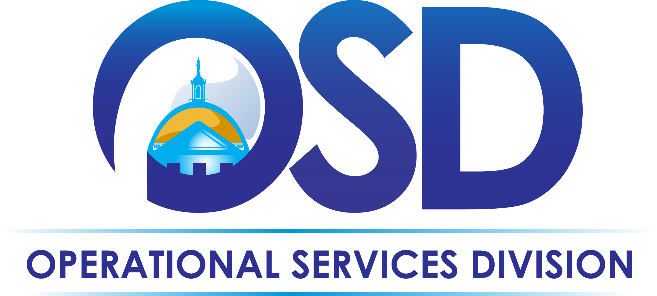 OSD
OPERATIONAL SERVICES DIVISION